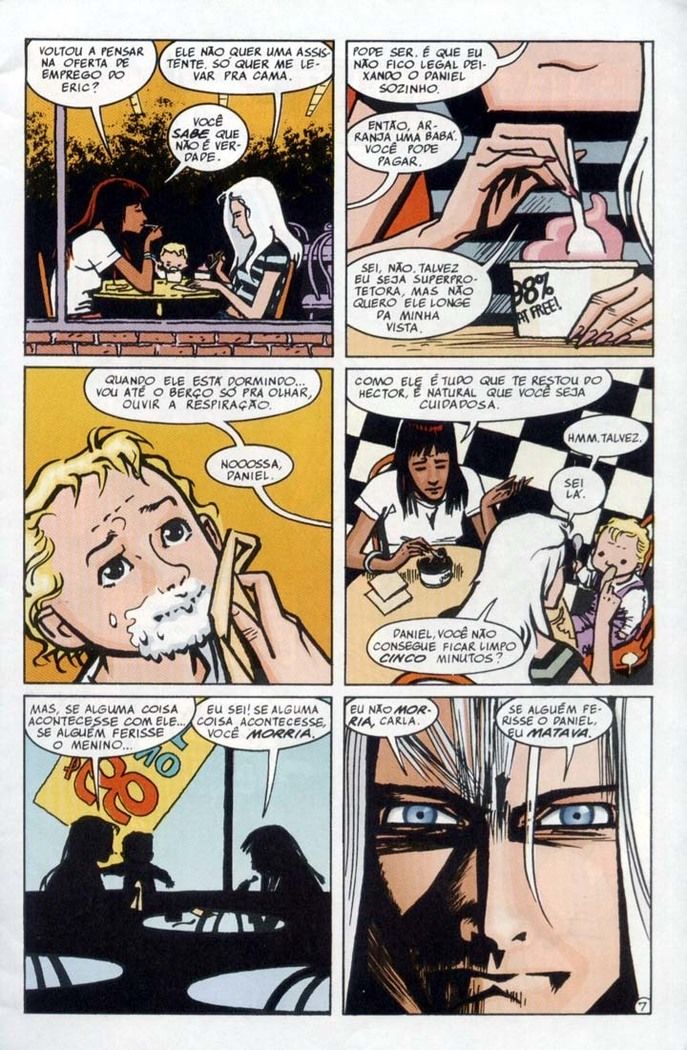 VOLTOU A PENSAR
NA OFERTA DE
EMPREGO DO
ERIC?
ELE NÃO QUER UMA ASSIS-
TENTE. SÓ QUER ME LE-
VAR PRA CAMA.
VOCÊ
SABE QUE
NÃO É VER-
DADE.
PODE SER. É QUE EU
NÃO FICO LEGAL DEI-
XANDO O DANIEL
SOZINHO.
ENTÃO, AR-
RANJA UMA BABÁ.
VOCÊ PODE
PAGAR.
SEI, NÃO. TALVEZ
EU SEJA SUPERPRO-
TETORA, MAS NÃO
QUERO ELE LONGE
DA MINHA
VISTA.
98%
FAT FREE!
QUANDO ELE ESTÁ DORMINDO...
VOU ATÉ O BERÇO SÓ PRA OLHAR,
OUVIR A RESPIRAÇÃO.
NOOOSSA,
DANIEL.
COMO ELE É TUDO QUE TE RESTOU DO
HECTOR, É NATURAL QUE VOCÊ SEJA
CUIDADOSA.
HMM. TALVEZ.
SEI
LÁ.
DANIEL, VOCÊ NÃO
CONSEGUE FICAR LIMPO
CINCO MINUTOS?
MAS, SE ALGUMA COISA
ACONTECESSE COM ELE...
SE ALGUÉM FERISSE
O MENINO...
EU SEI! SE ALGUMA
COISA ACONTECESSE,
VOCÊ MORRIA.
EU NÃO MOR-
RIA, CARLA.
SE ALGUÉM FE-
RISSE O DANIEL,
EU MATAVA.
7